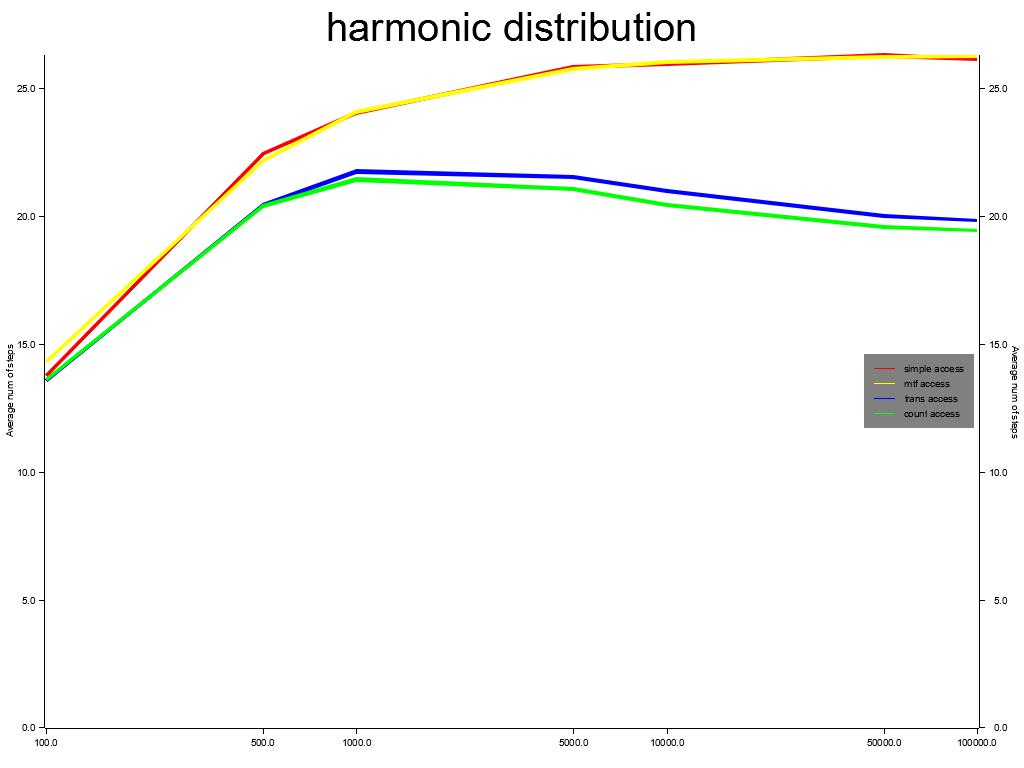 harmonic distribution
25.0
20.0
15.0
10.0
5.0
0.0
Average num of steps
100.0 500.0 1000.0 5000.0 10000.0 50000.0 100000.0
simple access
mtf access
trans access
count access
25.0
20.0
15.0
10.0
5.0
0.0
Average num of steps